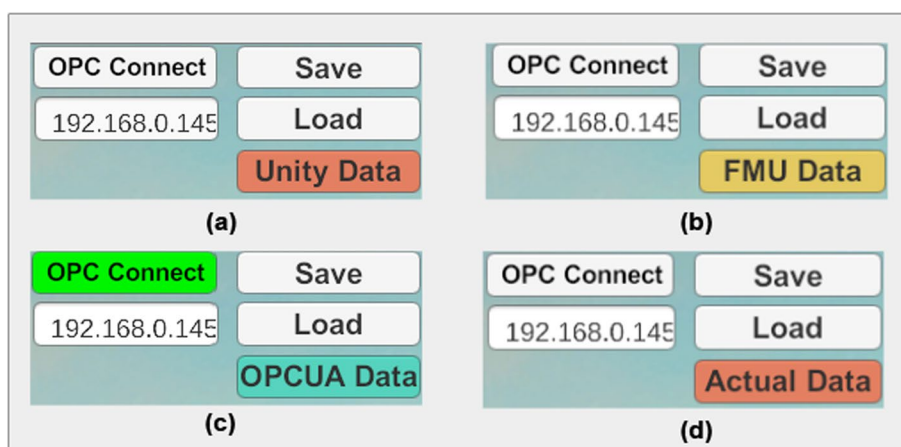 OPC Connect Save
192.168.0.145 Load
Unity Data
(a)
OPC Connect Save
192.168.0.145 Load
FMU Data
(b)
OPC Connect Save
192.168.0.145 Load
OPCUA Data
(c)
OPC Connect Save
192.168.0.145 Load
Actual Data
(d)